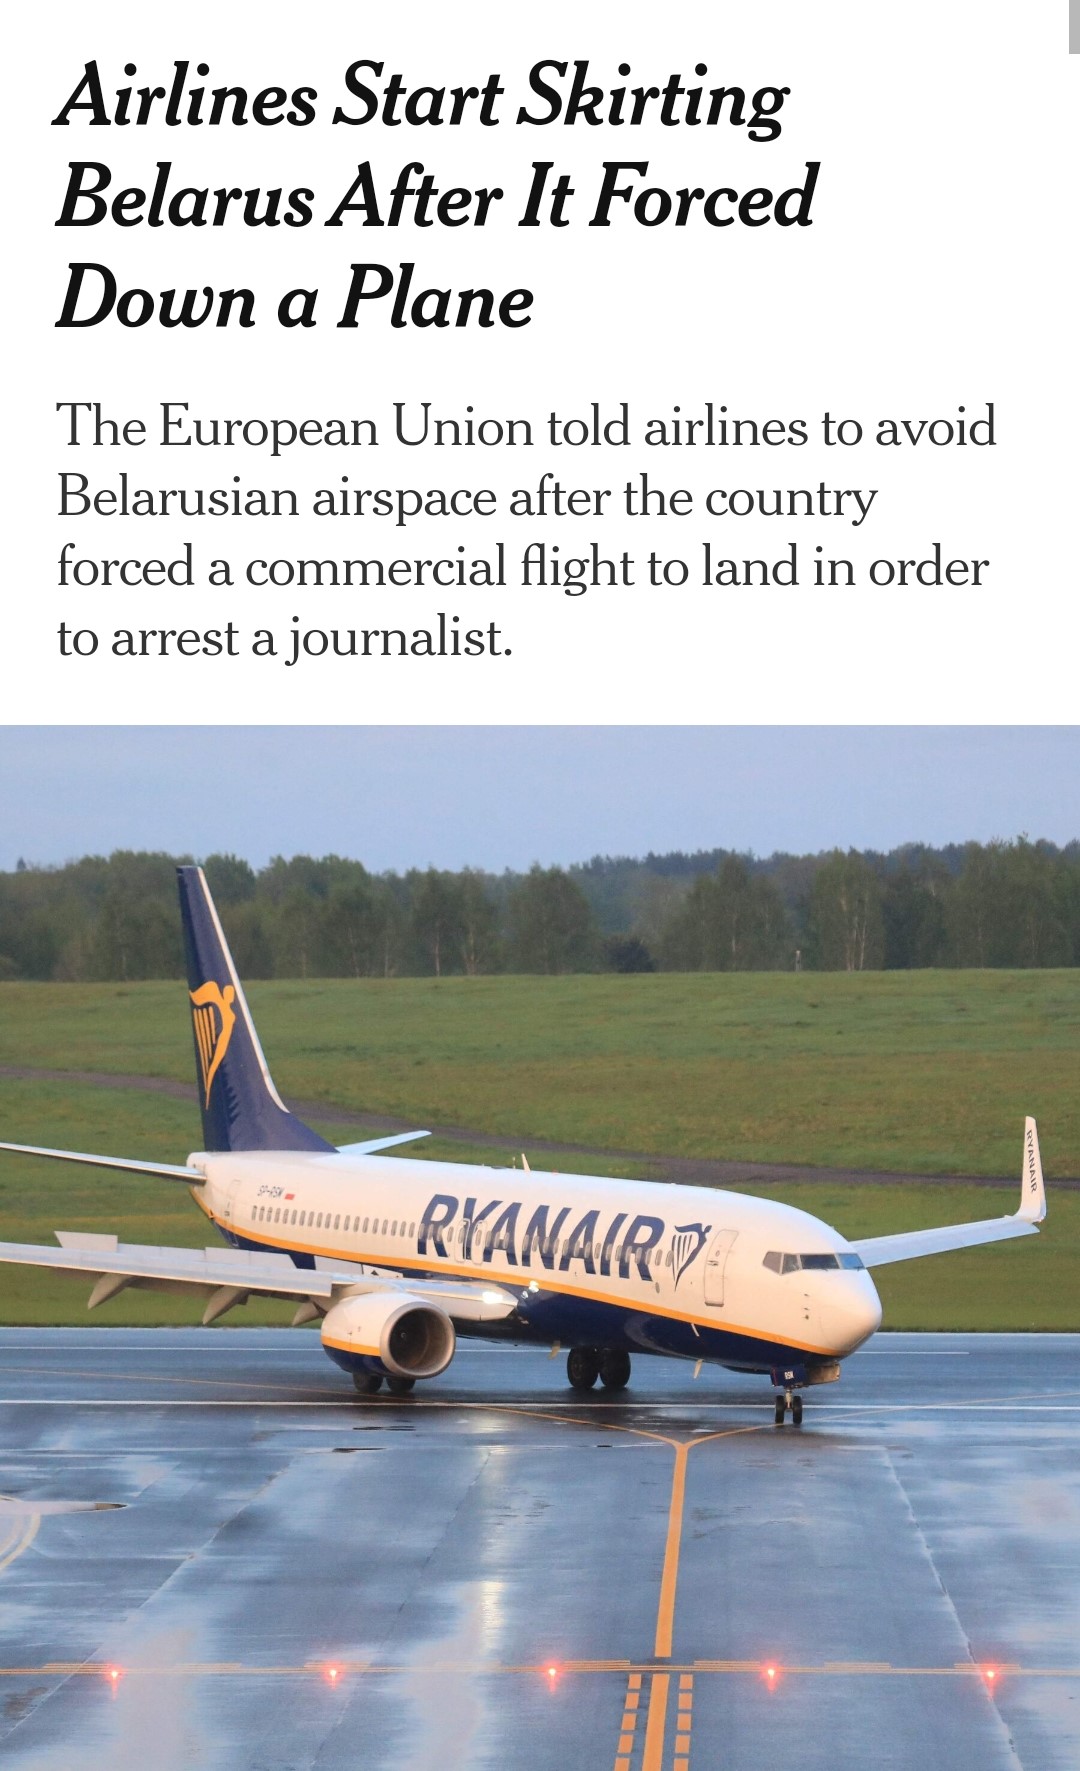 Airlines Start Skirting
Belarus After It Forced
Down a Plane
The European Union told airlines to avoid
Belarusian airspace after the country
forced a commercial flight to land in order
to arrest a journalist.
RYANAIR
SP-RSM
RYANAIR
RSM